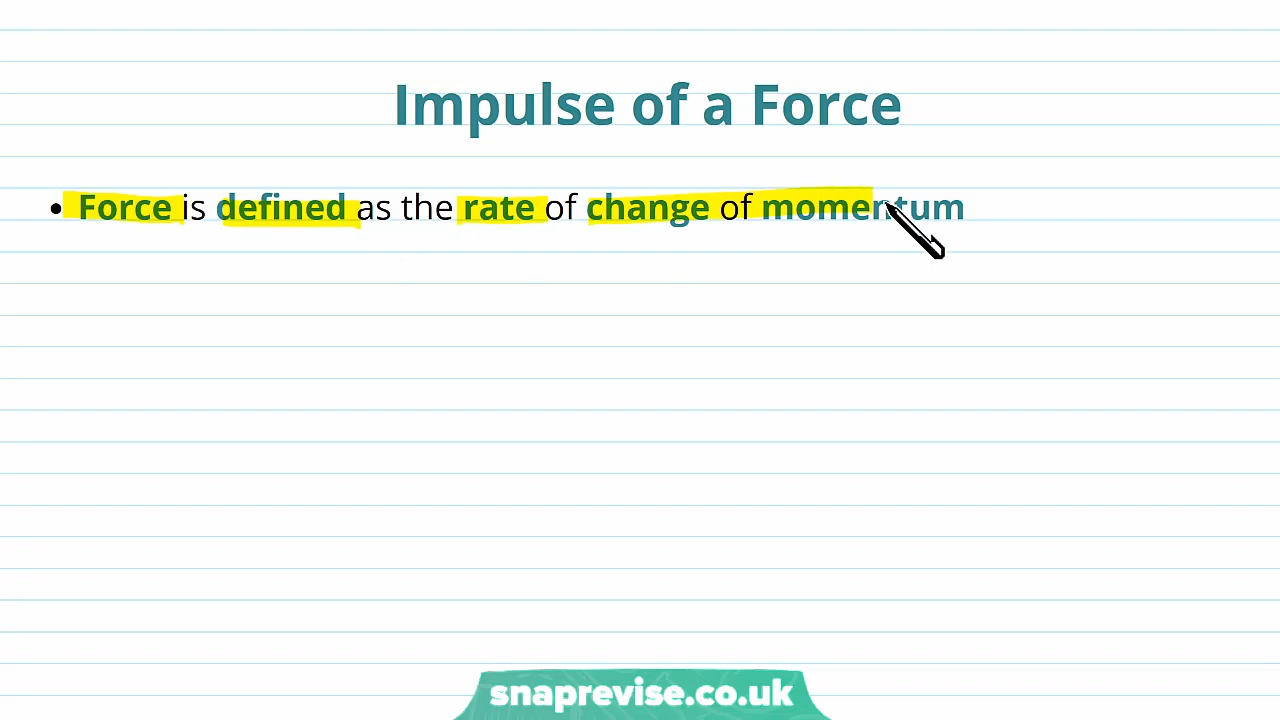 Impulse of a Force
• Force is defined as the rate of change of momentum
snaprevise.co.uk